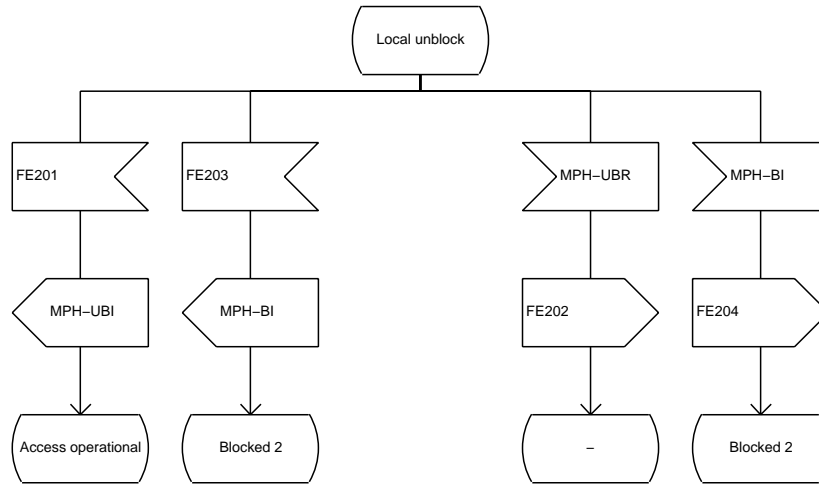 Local unblock
FE201
FE203
MPH−UBR
MPH−BI
MPH−UBI
MPH−BI
FE202
FE204
Access operational
Blocked 2
−
Blocked 2